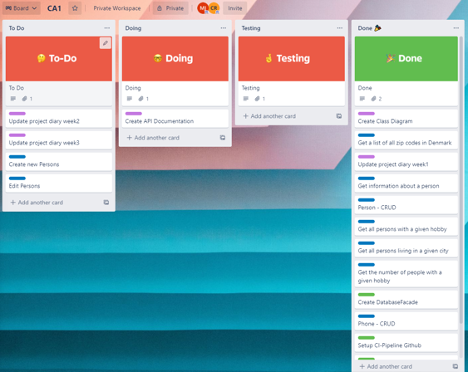 Board
CA1
Private Workspace
Private
Invite
To Do
To-Do
To Do
1
Update project diary week2
Update project diary week3
Create new Persons
Edit Persons
+ Add another card
Doing
Doing
Doing
1
Create API Documentation
+ Add another card
Testing
Testing
Testing
1
+ Add another card
Done
Done
Done
2
Create Class Diagram
Get a list of all zip codes in Denmark
Update project diary week1
Get information about a person
Person - CRUD
Get all persons with a given hobby
Get all persons living in a given city
Get the number of people with a
given hobby
Create DatabaseFacade
Phone - CRUD
Setup CI-Pipeline Github
+ Add another card